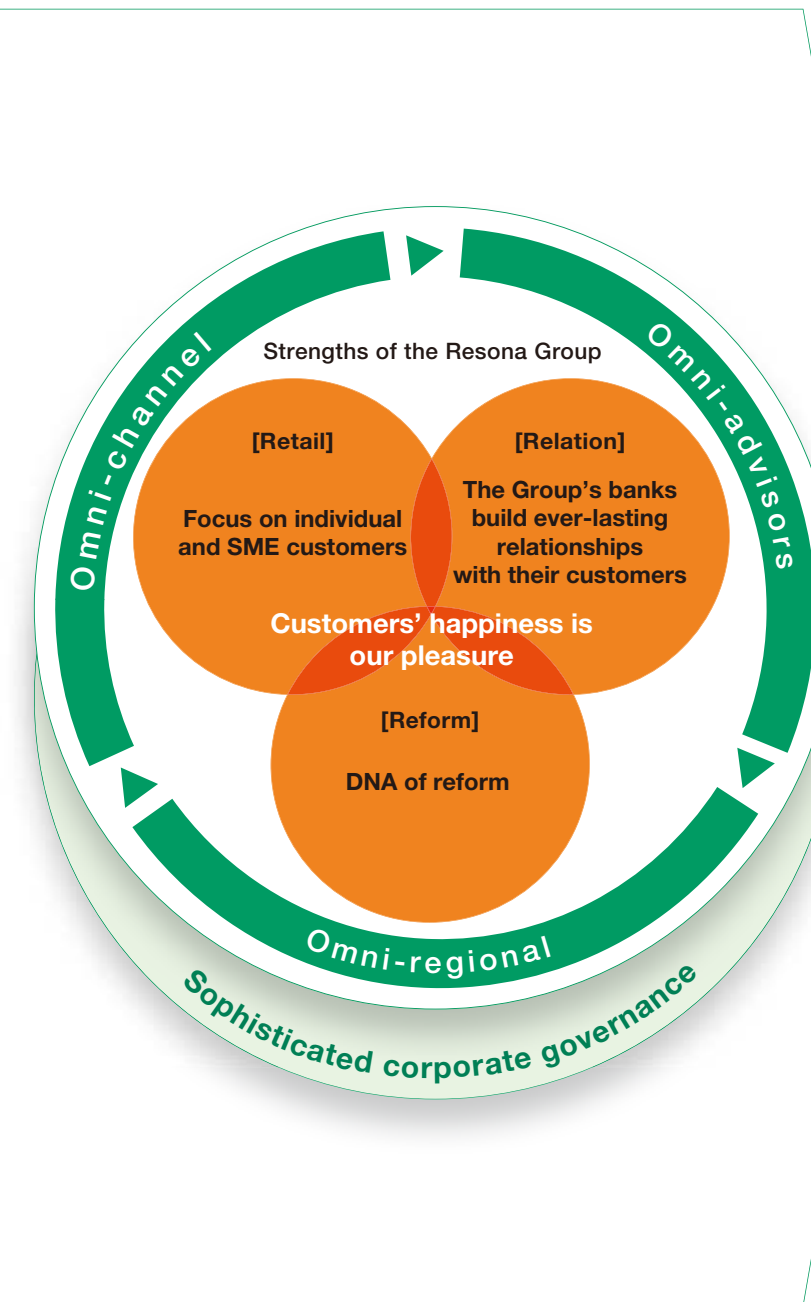 Strengths of the Resona Group
Omni-channel
Omni-advisors
[Retail]
Focus on individual
and SME customers
[Relation]
The Group’s banks
build ever-lasting
relationships
with their customers
Customers’ happiness is
our pleasure
[Reform]
DNA of reform
Omni-regional
Sophisticated corporate governance